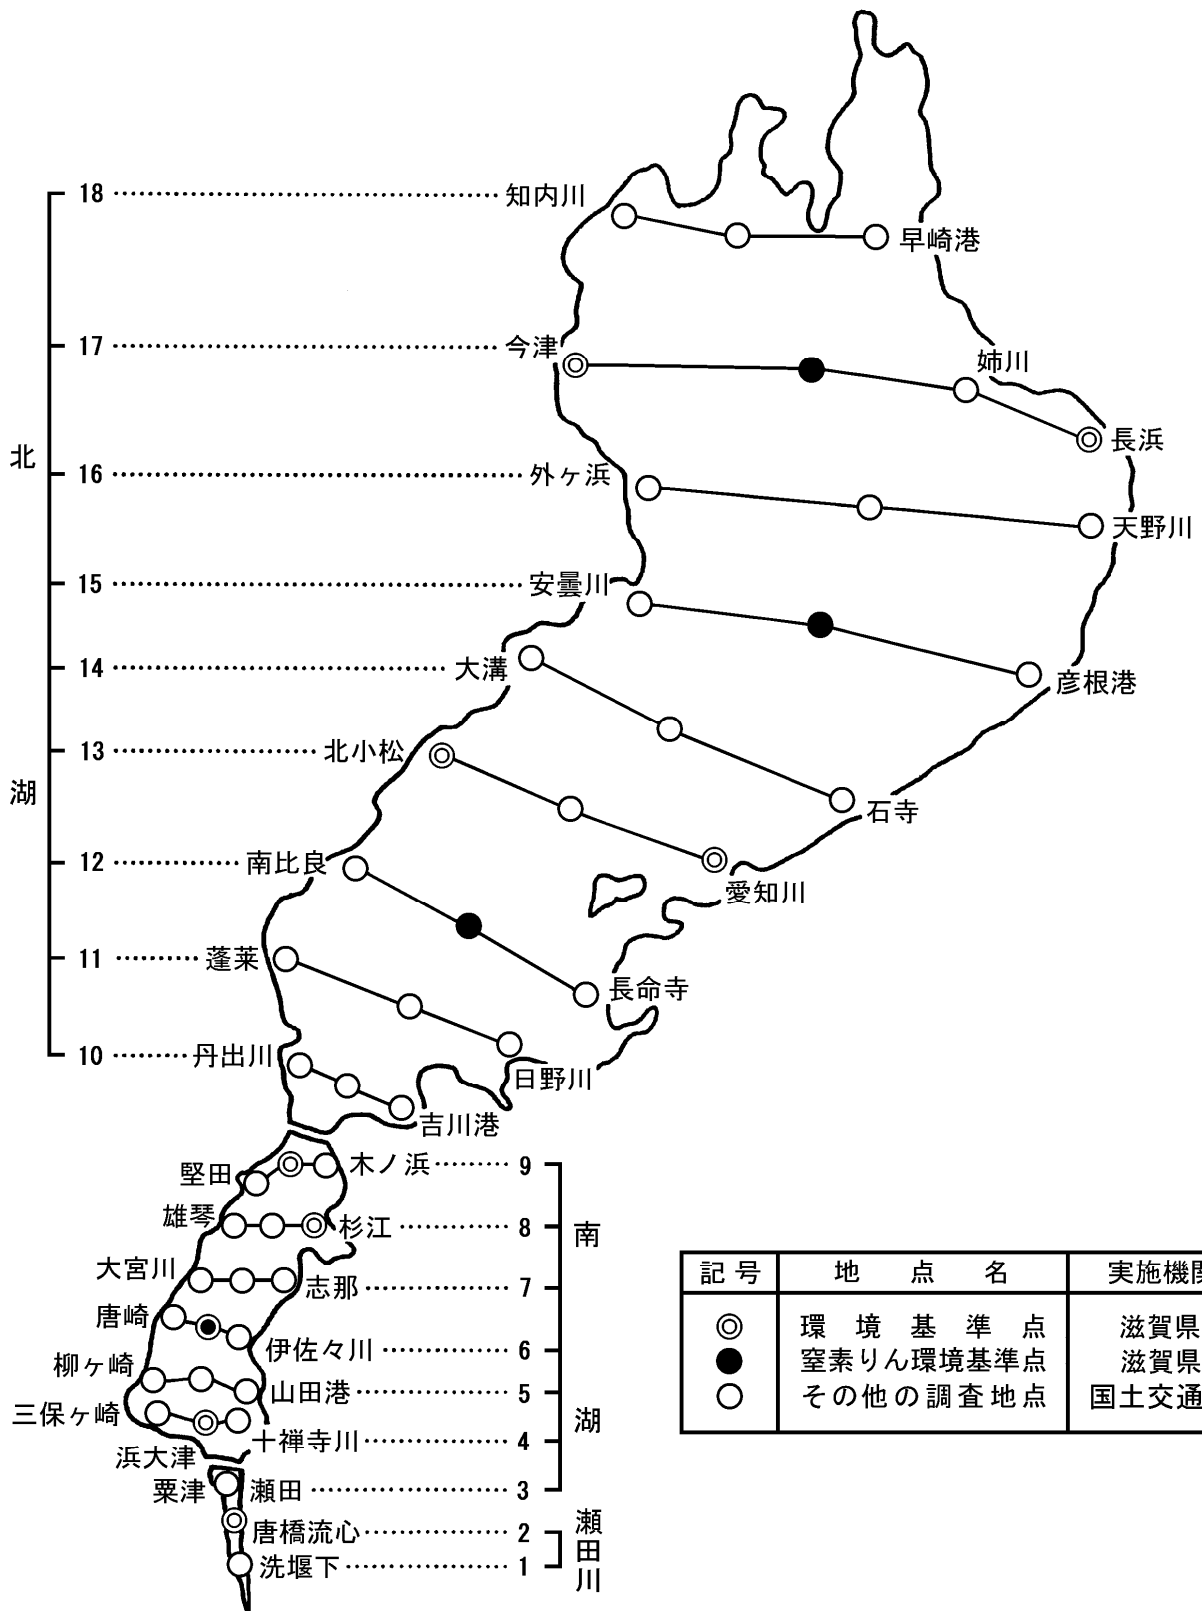 18 知内川 早崎港
17 今津 姉川 長浜
16 外ヶ浜 天野川
15 安曇川 彦根港
14 大溝 石寺
13 北小松 愛知川
12 南比良 長命寺
11 蓬莱 日野川
10 丹出川 吉川港
北湖
堅田 木ノ浜 9
雄琴 杉江 8
大宮川 志那 7
唐崎 伊佐々川 6
柳ヶ崎 山田港 5
三保ヶ崎 十禅寺川 4
浜大津
粟津 瀬田 3
南湖
唐橋流心 2
洗堰下 1
瀬田川
記号 地点名 実施機関
◎ 環境基準点 滋賀県
● 窒素りん環境基準点 滋賀県
○ その他の調査地点 国土交通